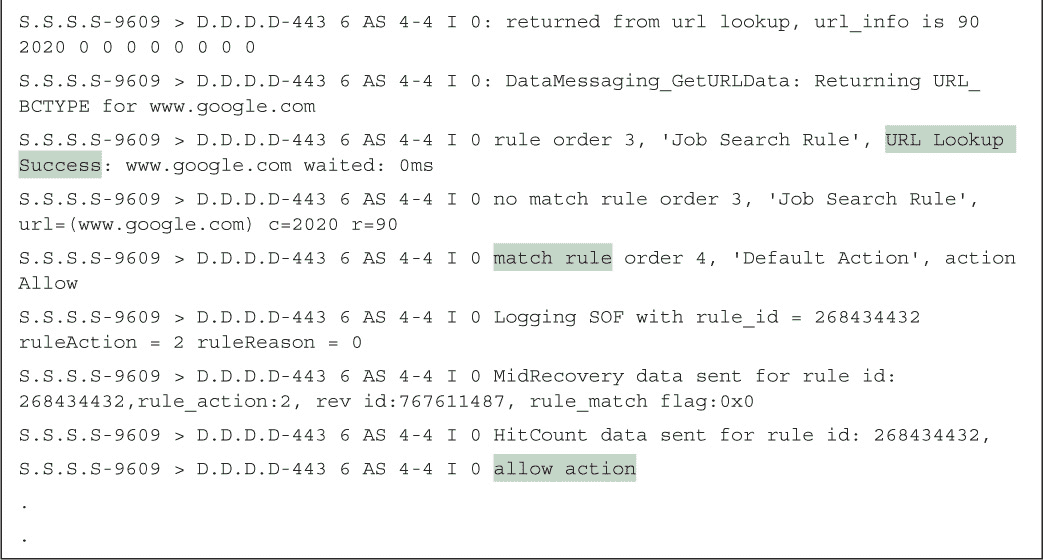 S.S.S.S-9609 > D.D.D.D-443 6 AS 4-4 I 0: returned from url lookup, url_info is 90
2020 0 0 0 0 0 0 0 0
S.S.S.S-9609 > D.D.D.D-443 6 AS 4-4 I 0: DataMessaging_GetURLData: Returning URL_
BCTYPE for www.google.com
S.S.S.S-9609 > D.D.D.D-443 6 AS 4-4 I 0 rule order 3, 'Job Search Rule', URL Lookup
Success: www.google.com waited: 0ms
S.S.S.S-9609 > D.D.D.D-443 6 AS 4-4 I 0 no match rule order 3, 'Job Search Rule',
url=(www.google.com) c=2020 r=90
S.S.S.S-9609 > D.D.D.D-443 6 AS 4-4 I 0 match rule order 4, 'Default Action', action
Allow
S.S.S.S-9609 > D.D.D.D-443 6 AS 4-4 I 0 Logging SOF with rule_id = 268434432
ruleAction = 2 ruleReason = 0
S.S.S.S-9609 > D.D.D.D-443 6 AS 4-4 I 0 MidRecovery data sent for rule id:
268434432,rule_action:2, rev id:767611487, rule_match flag:0x0
S.S.S.S-9609 > D.D.D.D-443 6 AS 4-4 I 0 HitCount data sent for rule id: 268434432,
S.S.S.S-9609 > D.D.D.D-443 6 AS 4-4 I 0 allow action
.
.